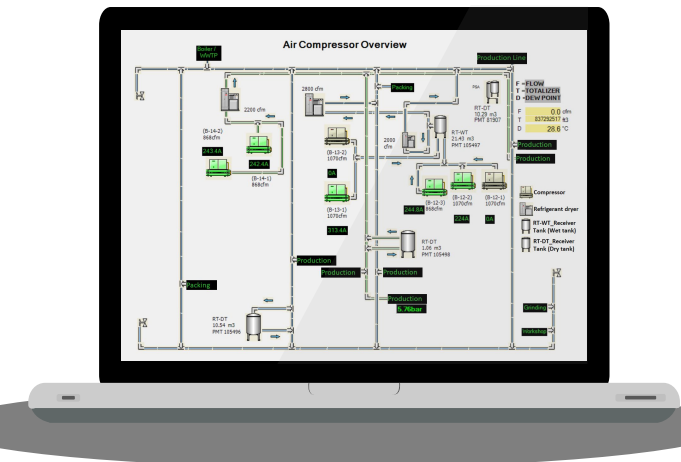 Air Compressor Overview
Boiler/
WWTP
Production Line
F =FLOW
T =TOTALIZER
D =DEW POINT
F 0.0 cfm
T 837292517 ft3
D 28.6 °C
2200 cfm
2800 cfm
Packing
RT-DT
10.29 m3
PMT 81907
(B-14-2)
868cfm
243.4A
242.4A
(B-14-1)
868cfm
(B-13-2)
1070cfm
0A
2000
cfm
RT-WT
21.43 m3
PMT 105497
Production
Production
(B-13-1)
1070cfm
313.4A
(B-12-3)
868cfm
244.8A
(B-12-2)
1070cfm
224A
(B-12-1)
1070cfm
0A
Compressor
Refrigerant dryer
RT-WT_Receiver
Tank (Wet tank)
RT-DT_Receiver
Tank (Dry tank)
RT-DT
1.06 m3
PMT 105498
Production
Production
Production
Packing
Production
5.76bar
RT-DT
10.54 m3
PMT 105496
Grinding
Workshop